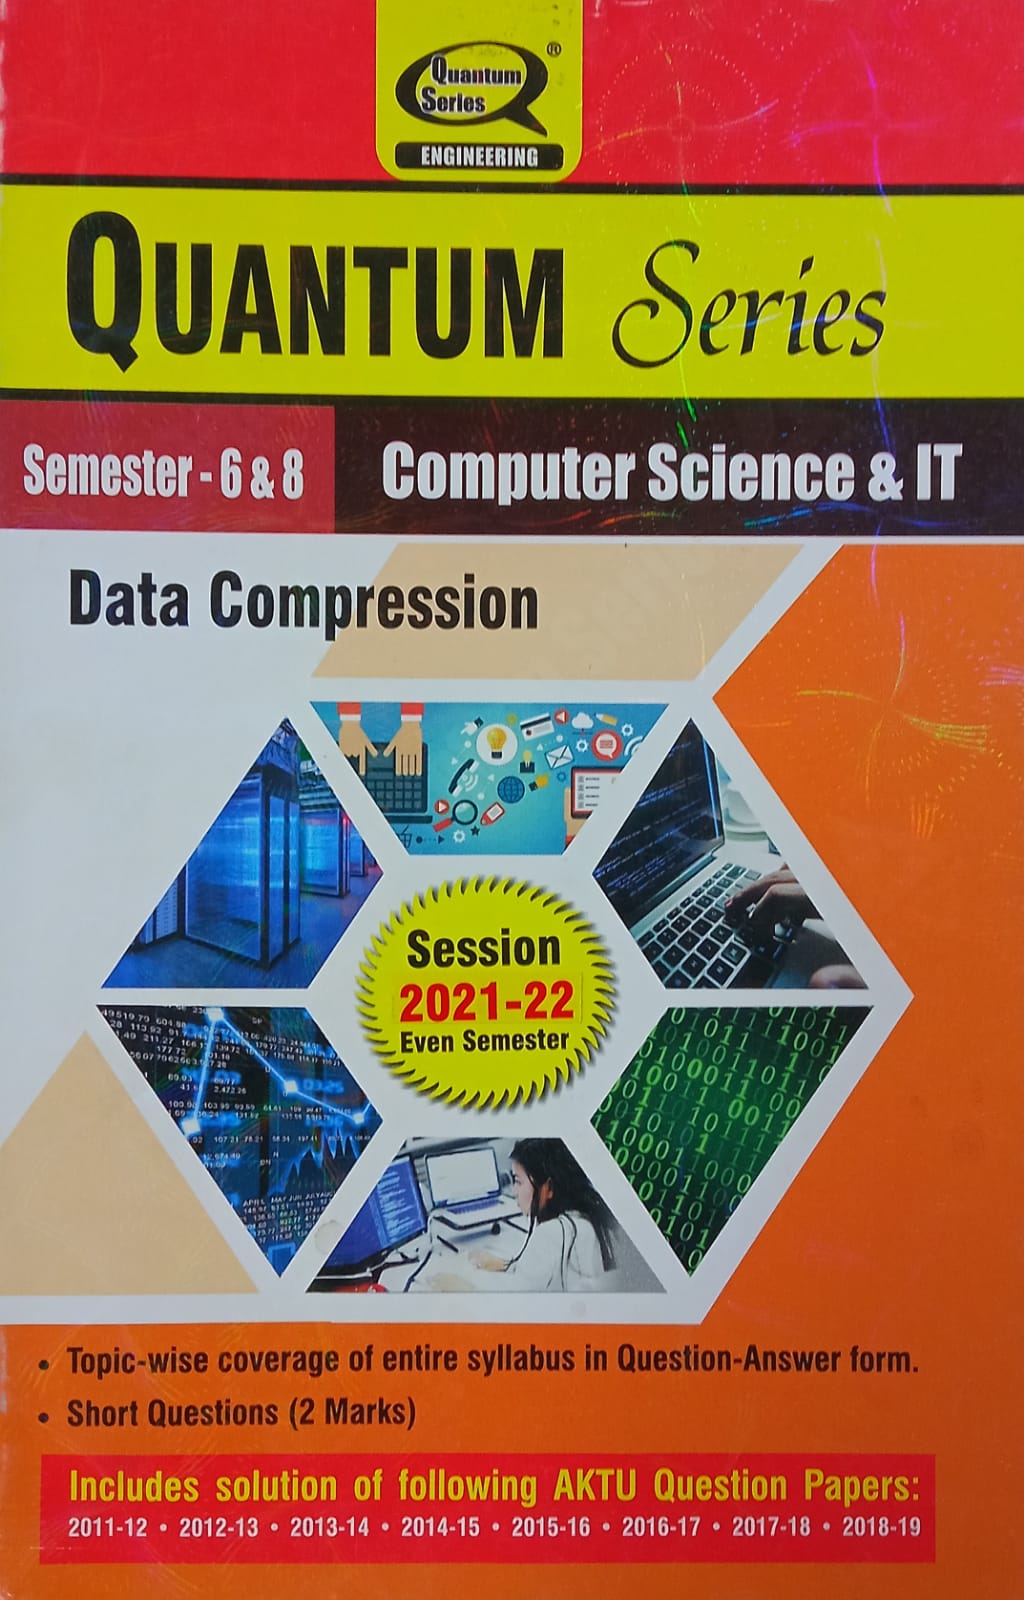 Quantum
Series
®
ENGINEERING
QUANTUM Series
Semester - 6 & 8
Computer Science & IT
Data Compression
Session
2021-22
Even Semester
• Topic-wise coverage of entire syllabus in Question-Answer form.
• Short Questions (2 Marks)
Includes solution of following AKTU Question Papers:
2011-12 • 2012-13 • 2013-14 • 2014-15 • 2015-16 • 2016-17 • 2017-18 • 2018-19